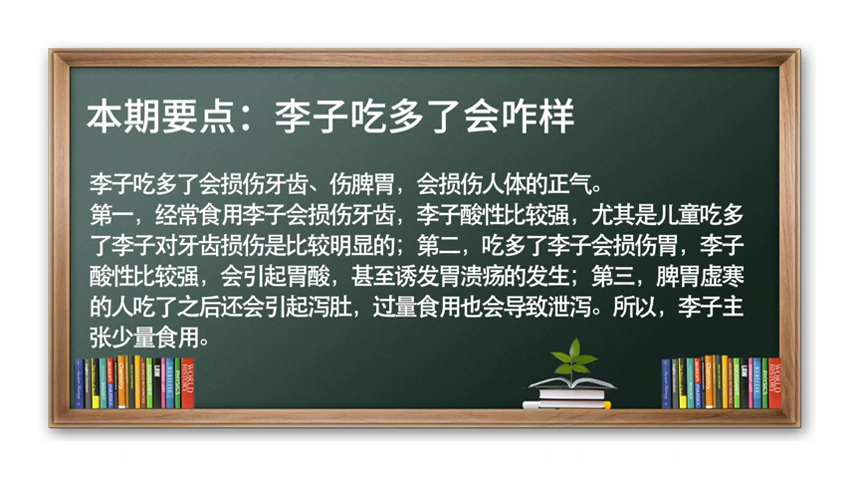 本期要点：李子吃多了会咋样
李子吃多了会损伤牙齿、伤脾胃，会损伤人体的正气。
第一，经常食用李子会损伤牙齿，李子酸性比较强，尤其是儿童吃多
了李子对牙齿损伤是比较明显的；第二，吃多了李子会损伤胃，李子
酸性比较强，会引起胃酸，甚至诱发胃溃疡的发生；第三，脾胃虚寒
的人吃了之后还会引起泻肚，过量食用也会导致泄泻。所以，李子主
张少量食用。
WORLD HISTORY
WORLD HISTORY